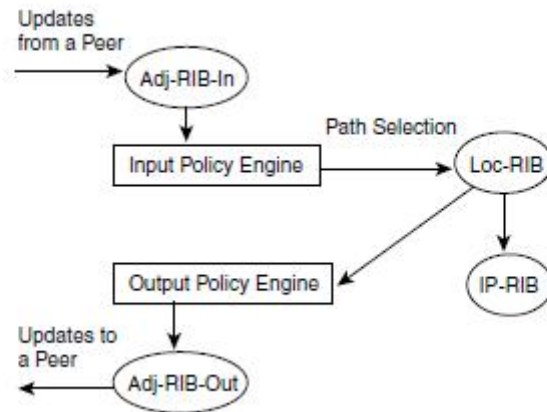 Updates
from a Peer
Adj-RIB-In
Path Selection
Input Policy Engine
Loc-RIB
Output Policy Engine
IP-RIB
Updates to
a Peer
Adj-RIB-Out